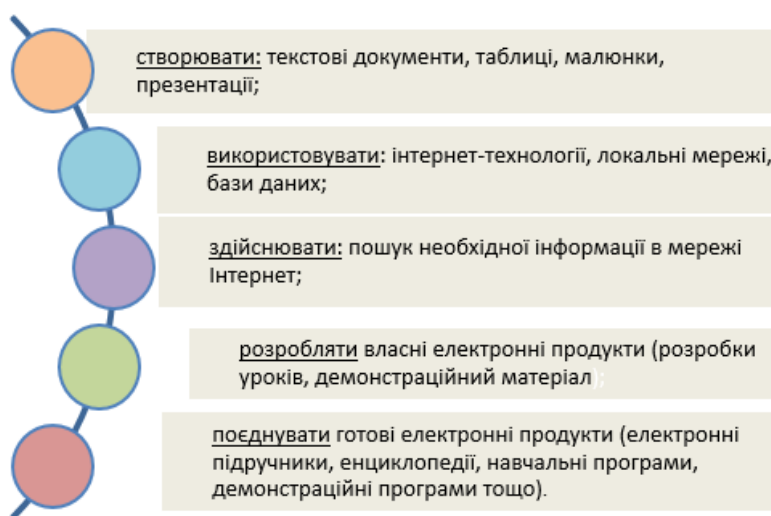 створювати: текстові документи, таблиці, малюнки,
презентації;
використовувати: інтернет-технології, локальні мережі,
бази даних;
здійснювати: пошук необхідної інформації в мережі
Інтернет;
розробляти власні електронні продукти (розробки
уроків, демонстраційний матеріал);
поєднувати готові електронні продукти (електронні
підручники, енциклопедії, навчальні програми,
демонстраційні програми тощо).